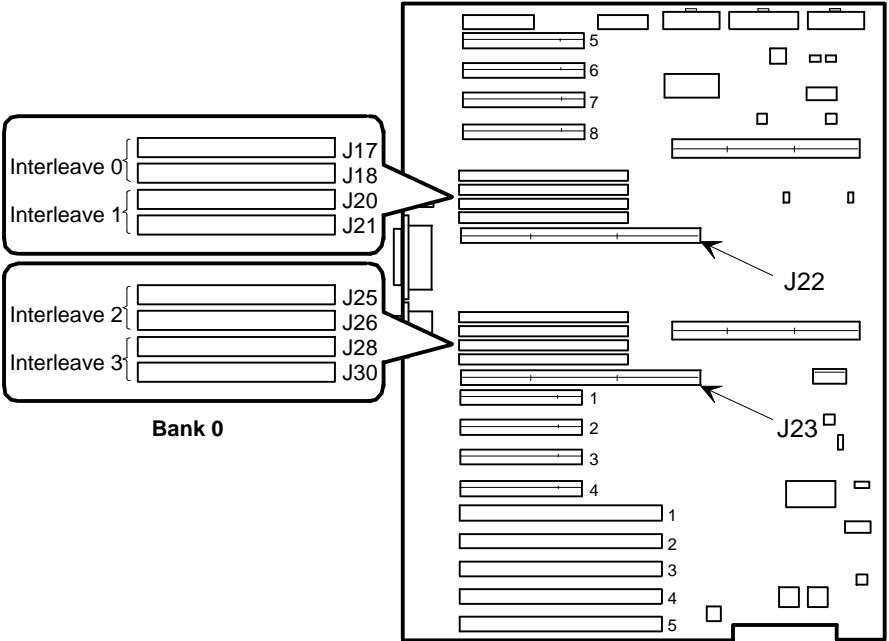 5
6
7
8
Interleave 0
J17
J18
Interleave 1
J20
J21
J22
Interleave 2
J25
J26
Interleave 3
J28
J30
Bank 0
J23
1
2
3
4
1
2
3
4
5